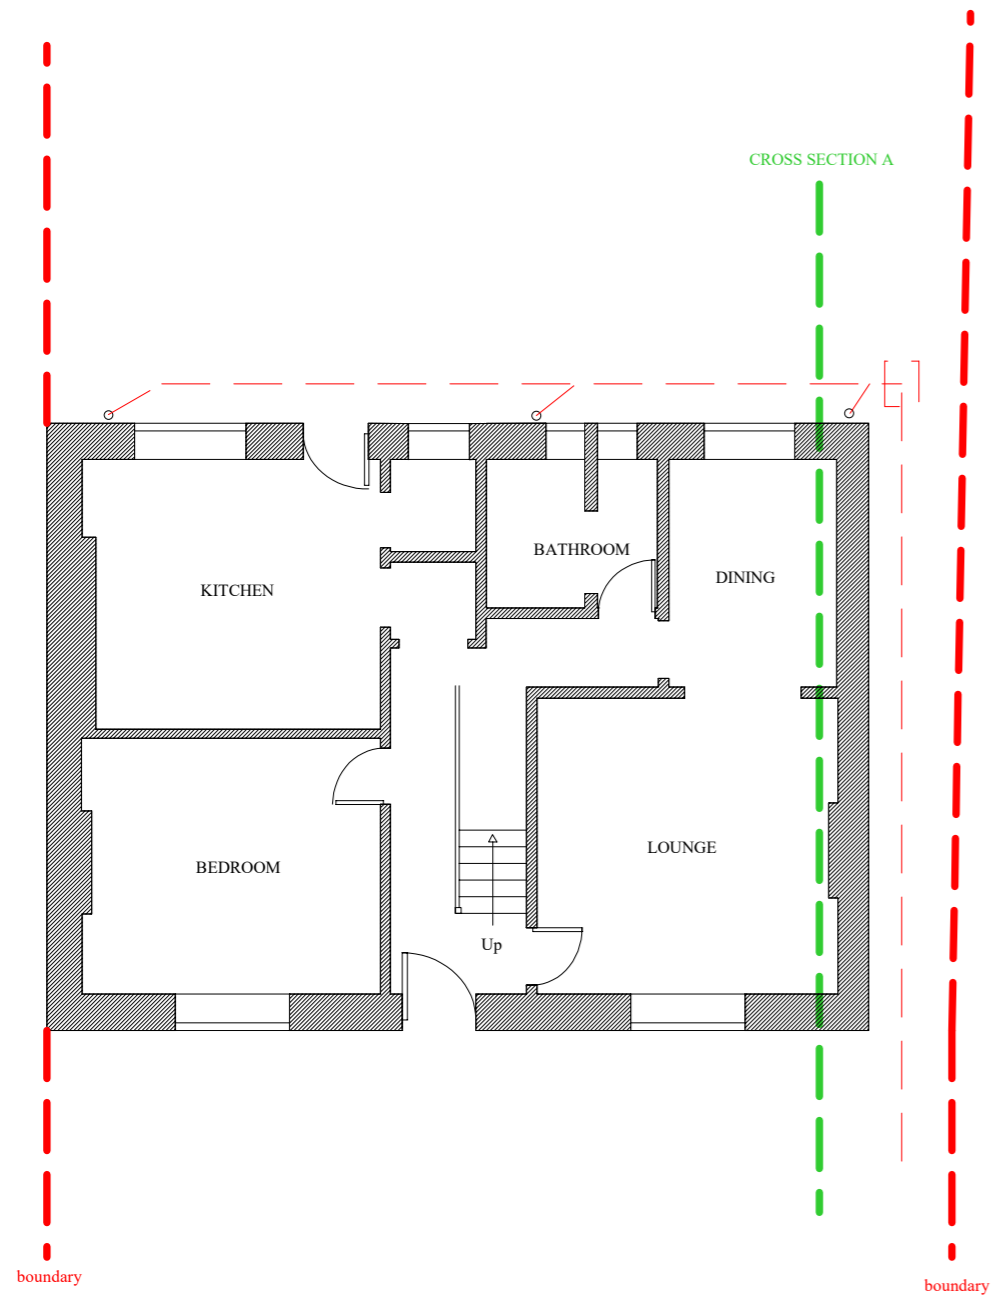 CROSS SECTION A
BATHROOM
DINING
KITCHEN
LOUNGE
BEDROOM
Up
boundary
boundary